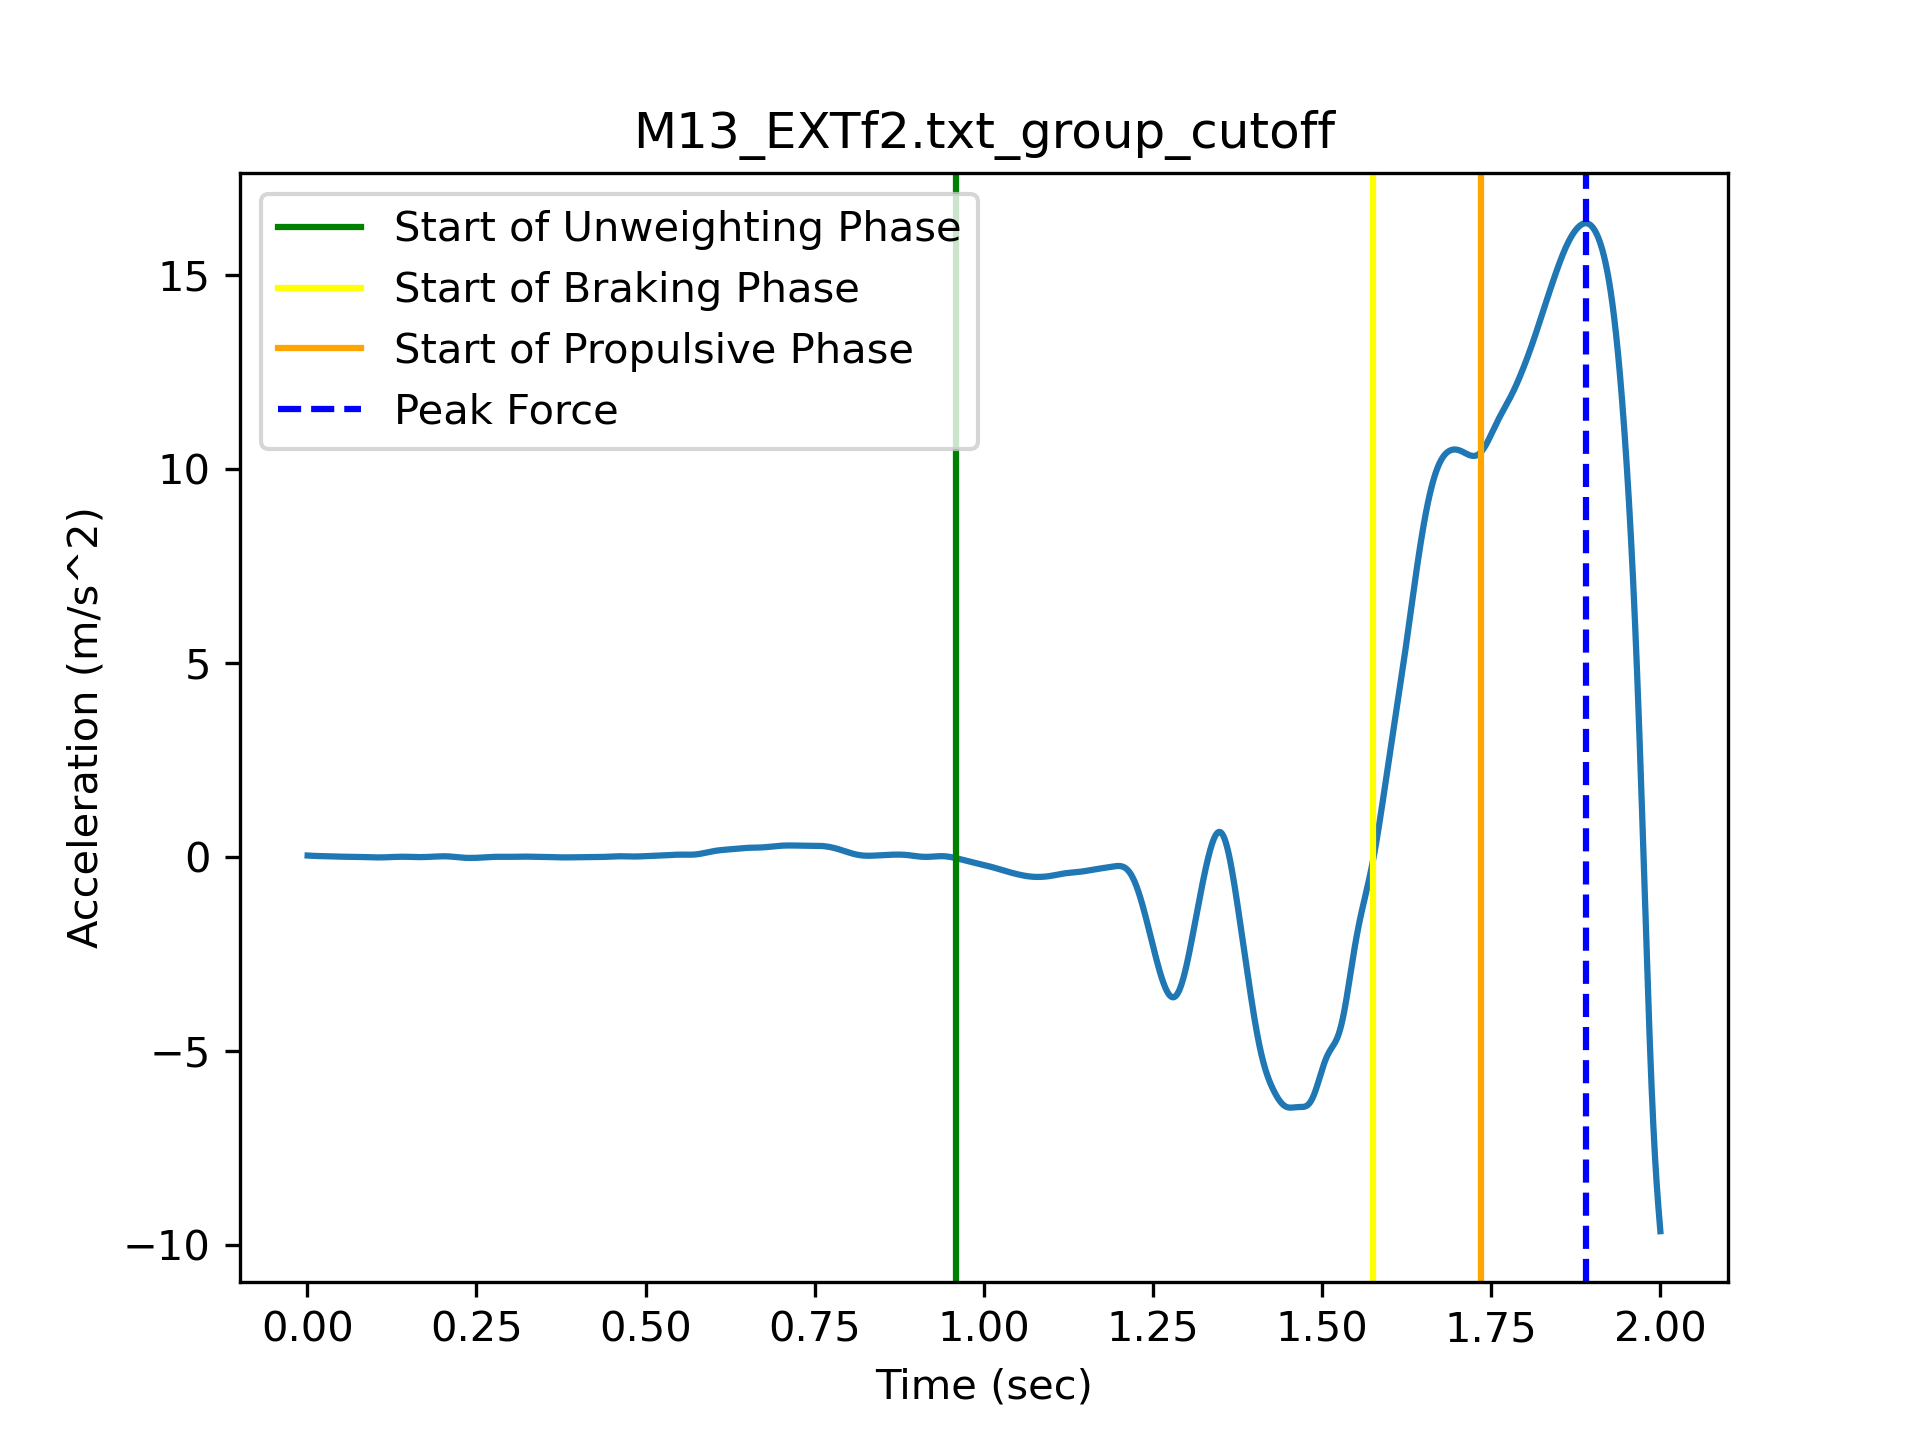 M13_EXTf2.txt_group_cutoff
Start of Unweighting Phase
Start of Braking Phase
Start of Propulsive Phase
Peak Force
15
10
5
0
−5
−10
Acceleration (m/s^2)
0.00 0.25 0.50 0.75 1.00 1.25 1.50 1.75 2.00
Time (sec)